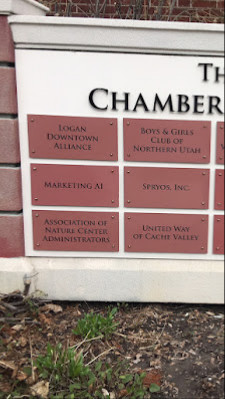 Th
Chamber
Logan
Downtown
Alliance
Boys & Girls
Club of
Northern Utah
Marketing AI
Spryos, Inc.
Association of
Nature Center
Administrators
United Way
of Cache Valley